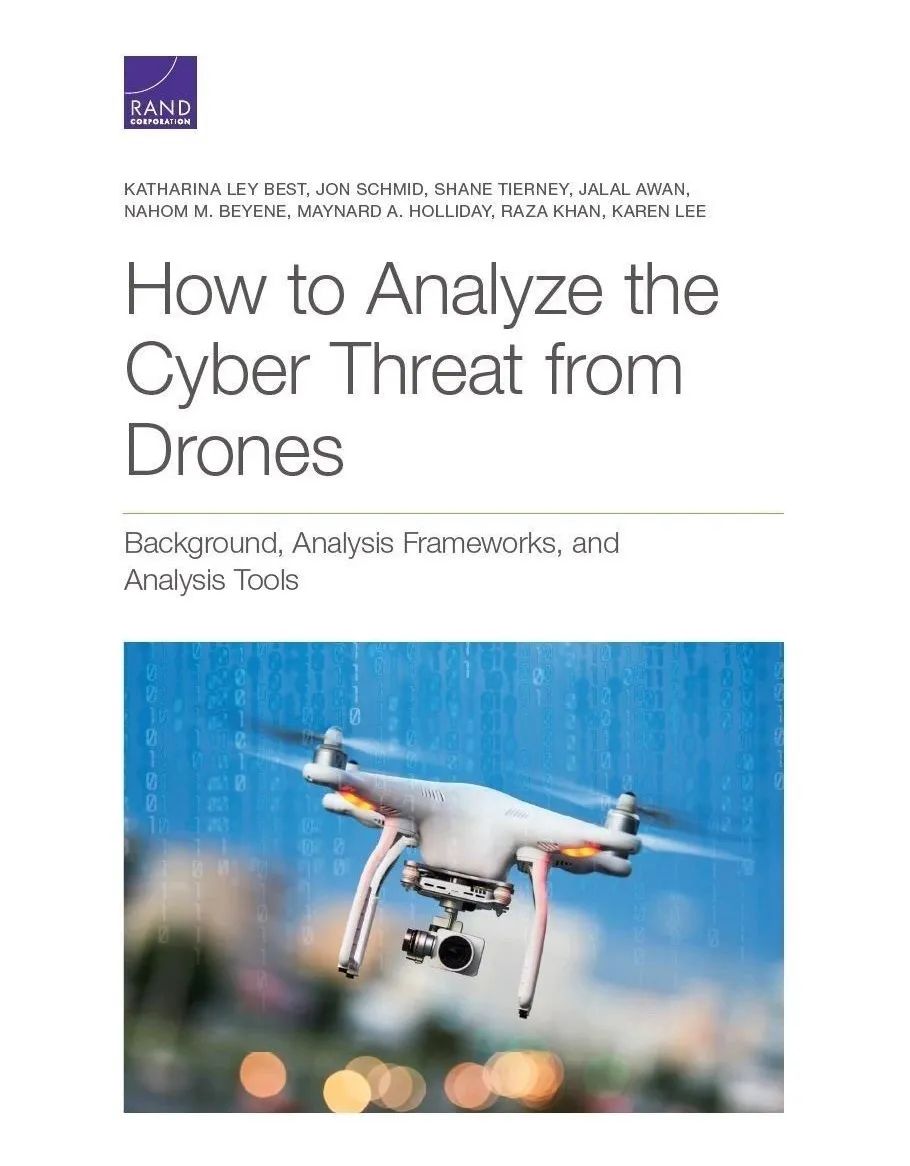 RAND
CORPORATION
KATHARINA LEY BEST, JON SCHMID, SHANE TIERNEY, JALAL AWAN,
NAHOM M. BEYENE, MAYNARD A. HOLLIDAY, RAZA KHAN, KAREN LEE
How to Analyze the
Cyber Threat from
Drones
Background, Analysis Frameworks, and
Analysis Tools